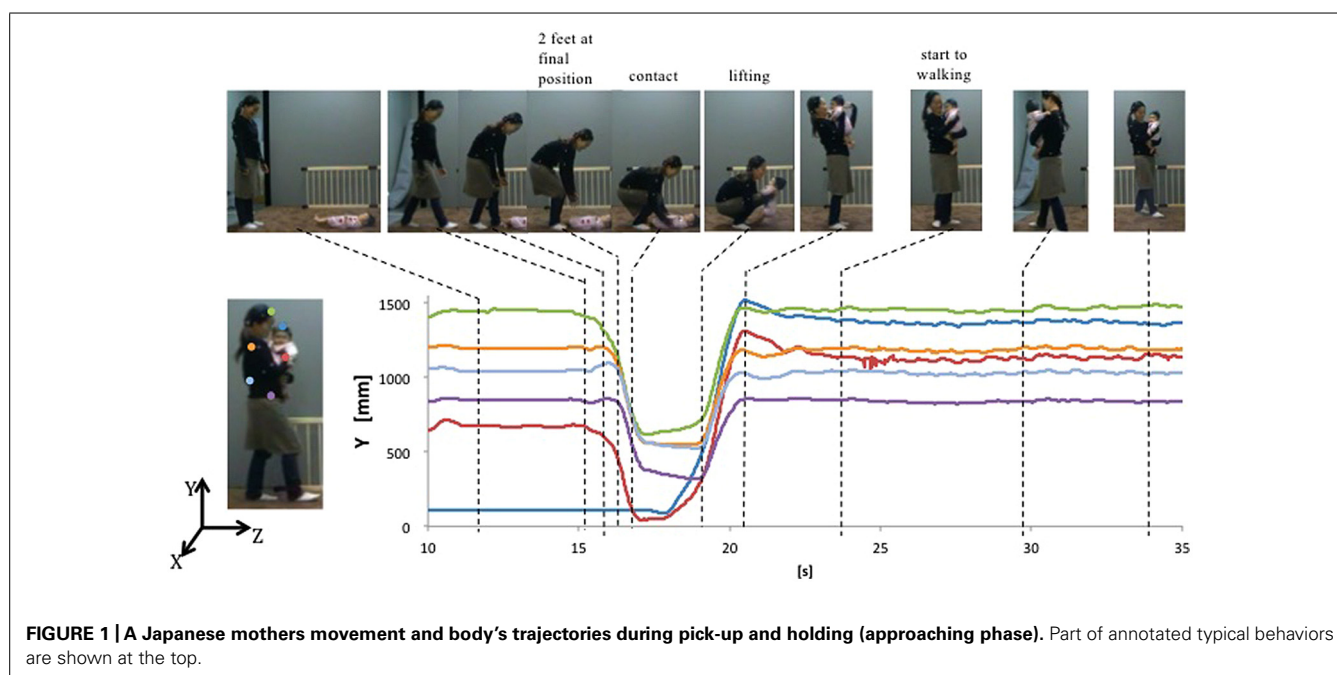 2 feet at
final
position
contact
lifting
start to
walking
1500
1000
500
0
Y [mm]
10
15
20
25
30
35
[s]
Y
Z
X
FIGURE 1 | A Japanese mothers movement and body's trajectories during pick-up and holding (approaching phase). Part of annotated typical behaviors
are shown at the top.